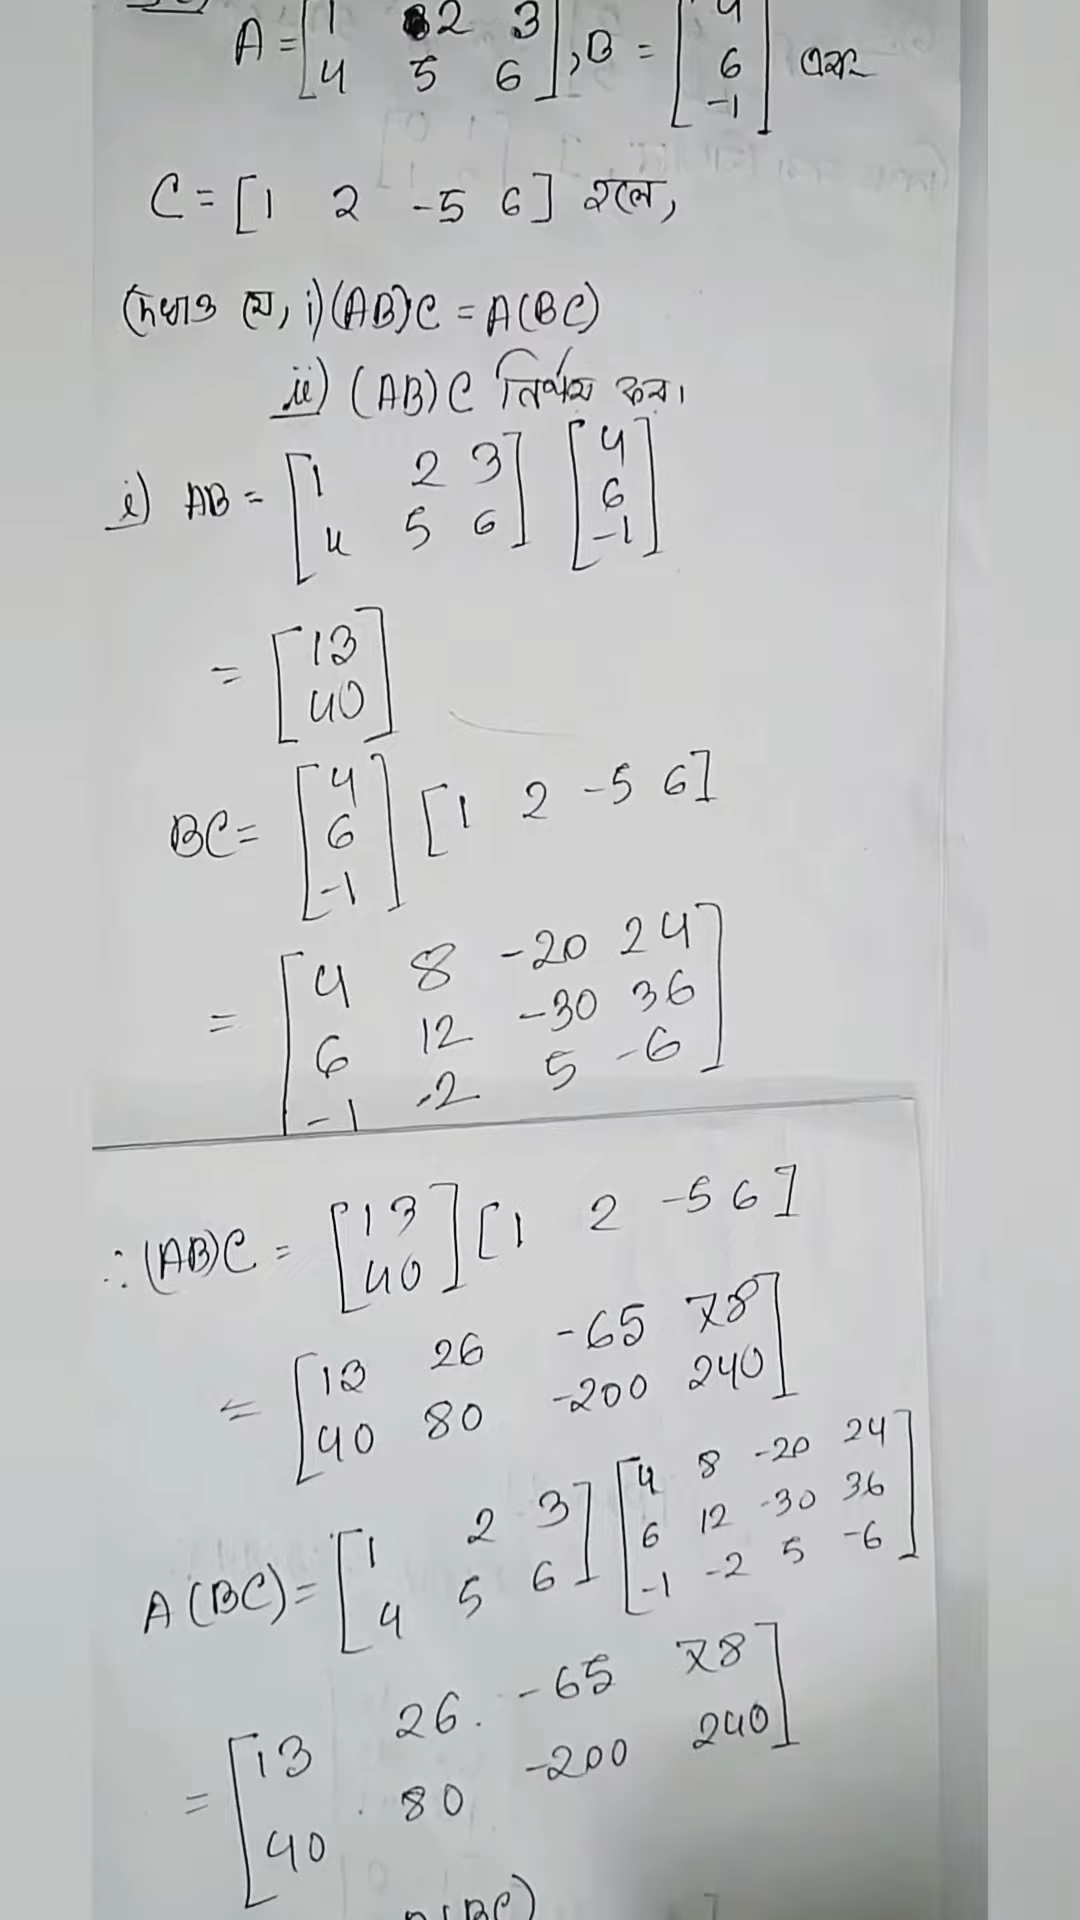 A = [1 2 3
4 5 6], B = [4
6
-1] এবং
C = [1 2 -5 6] হলে,
দেখাও যে, i) (AB)C = A(BC)
ii) (AB)C নির্ণয় কর।
i) AB = [1 2 3
4 5 6] [4
6
-1]
= [13
40]
BC = [4
6
-1] [1 2 -5 6]
= [4 8 -20 24
6 12 -30 36
-1 -2 5 -6]
∴ (AB)C = [13
40] [1 2 -5 6]
= [13 26 -65 78
40 80 -200 240]
A(BC) = [1 2 3
4 5 6] [4 8 -20 24
6 12 -30 36
-1 -2 5 -6]
= [13 26 -65 78
40 80 -200 240]
(BC)